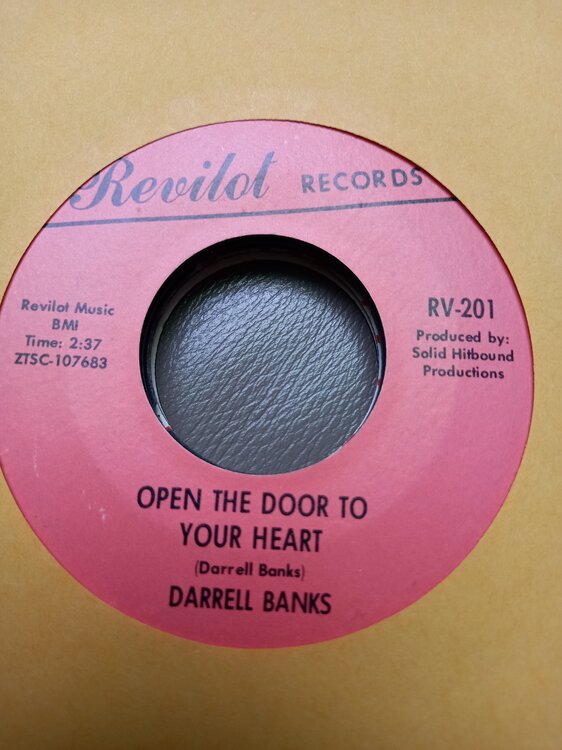 Revilot RECORDS
Revilot Music
BMI
Time: 2:37
ZTSC-107683
RV-201
Produced by:
Solid Hitbound
Productions
OPEN THE DOOR TO
YOUR HEART
(Darrell Banks)
DARRELL BANKS